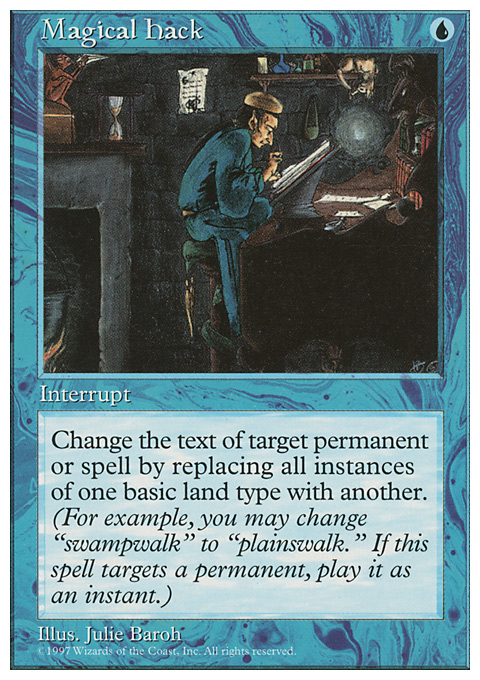 Magical Hack
Interrupt
Change the text of target permanent
or spell by replacing all instances
of one basic land type with another.
(For example, you may change
“swampwalk” to “plainswalk.” If this
spell targets a permanent, play it as
an instant.)
Illus. Julie Baroh
©1997 Wizards of the Coast, Inc. All rights reserved.